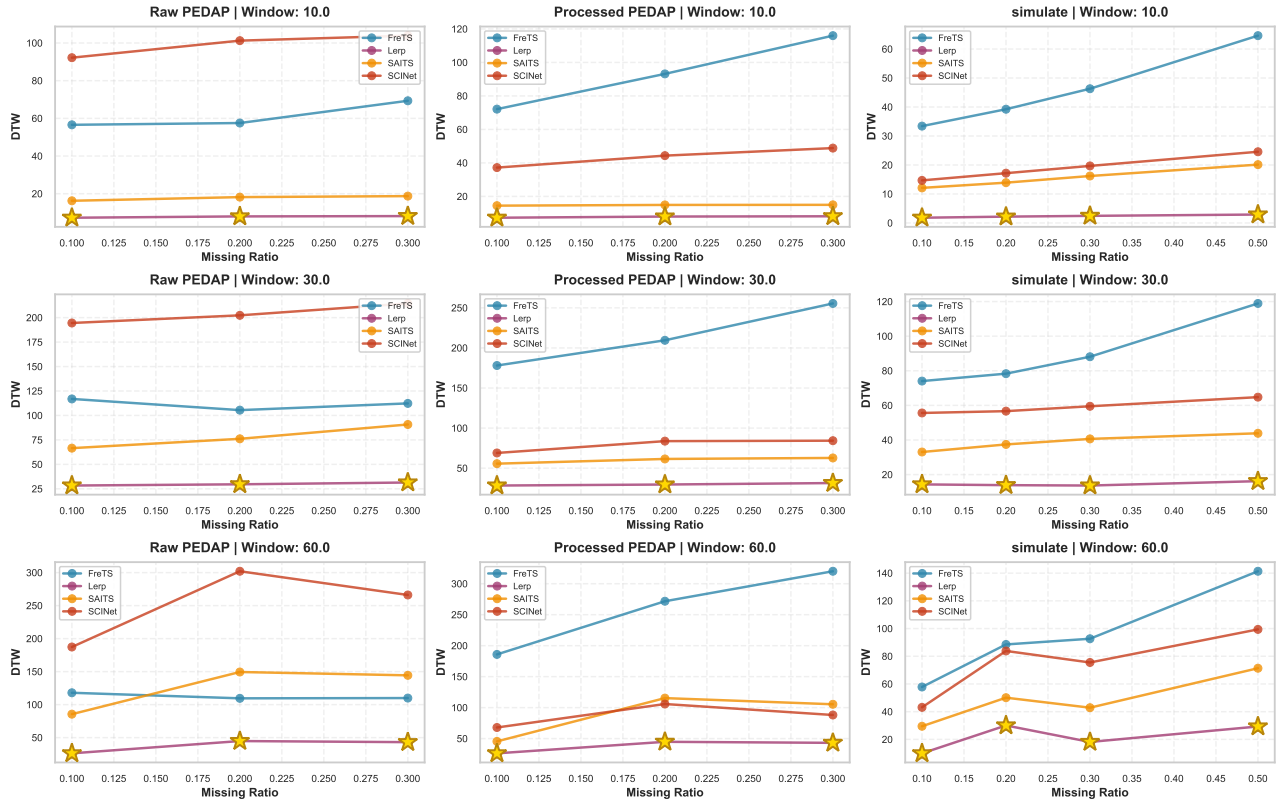 Raw PEDAP | Window: 10.0
DTW
100
80
60
40
20
FreTS
Lerp
SAITS
SCINet
0.100 0.125 0.150 0.175 0.200 0.225 0.250 0.275 0.300
Missing Ratio
Processed PEDAP | Window: 10.0
DTW
120
100
80
60
40
20
FreTS
Lerp
SAITS
SCINet
0.100 0.125 0.150 0.175 0.200 0.225 0.250 0.275 0.300
Missing Ratio
simulate | Window: 10.0
DTW
60
50
40
30
20
10
0
FreTS
Lerp
SAITS
SCINet
0.10 0.15 0.20 0.25 0.30 0.35 0.40 0.45 0.50
Missing Ratio
Raw PEDAP | Window: 30.0
DTW
200
175
150
125
100
75
50
25
FreTS
Lerp
SAITS
SCINet
0.100 0.125 0.150 0.175 0.200 0.225 0.250 0.275 0.300
Missing Ratio
Processed PEDAP | Window: 30.0
DTW
250
200
150
100
50
FreTS
Lerp
SAITS
SCINet
0.100 0.125 0.150 0.175 0.200 0.225 0.250 0.275 0.300
Missing Ratio
simulate | Window: 30.0
DTW
120
100
80
60
40
20
FreTS
Lerp
SAITS
SCINet
0.10 0.15 0.20 0.25 0.30 0.35 0.40 0.45 0.50
Missing Ratio
Raw PEDAP | Window: 60.0
DTW
300
250
200
150
100
50
FreTS
Lerp
SAITS
SCINet
0.100 0.125 0.150 0.175 0.200 0.225 0.250 0.275 0.300
Missing Ratio
Processed PEDAP | Window: 60.0
DTW
300
250
200
150
100
50
FreTS
Lerp
SAITS
SCINet
0.100 0.125 0.150 0.175 0.200 0.225 0.250 0.275 0.300
Missing Ratio
simulate | Window: 60.0
DTW
140
120
100
80
60
40
20
FreTS
Lerp
SAITS
SCINet
0.10 0.15 0.20 0.25 0.30 0.35 0.40 0.45 0.50
Missing Ratio